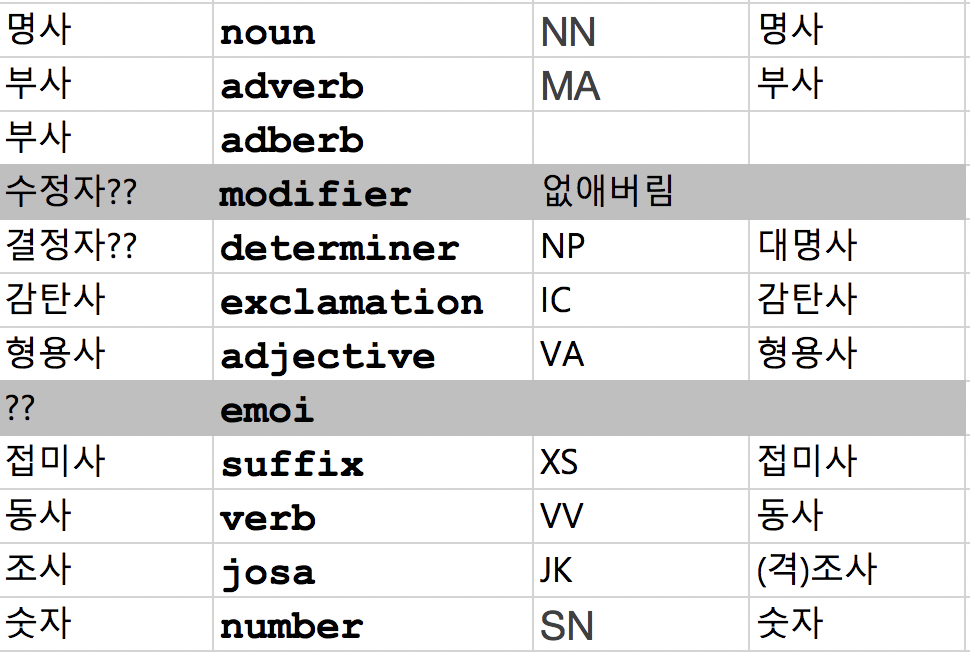 명사 noun NN 명사
부사 adverb MA 부사
부사 adberb
수정자?? modifier 없애버림
결정자?? determiner NP 대명사
감탄사 exclamation IC 감탄사
형용사 adjective VA 형용사
?? emoi
접미사 suffix XS 접미사
동사 verb VV 동사
조사 josa JK (격)조사
숫자 number SN 숫자